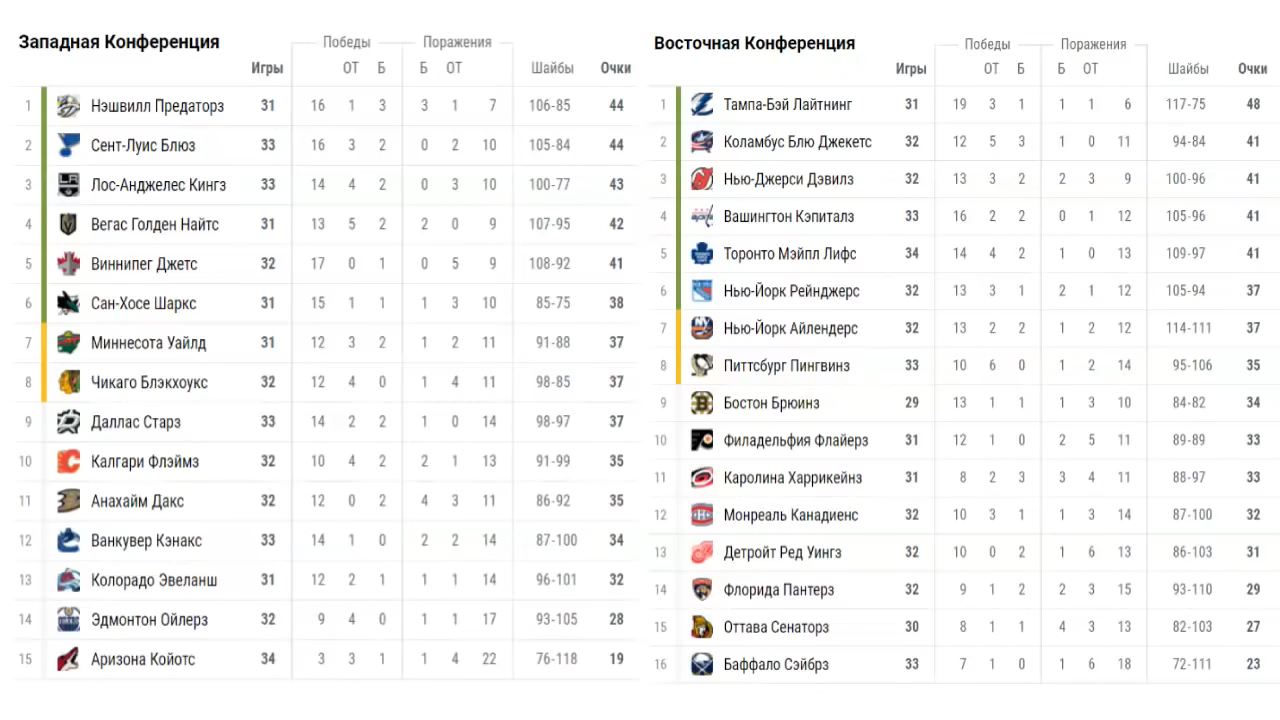 Западная Конференция
Победы Поражения
Игры ОТ Б Б ОТ Шайбы Очки
1 Нэшвилл Предаторз 31 16 1 3 3 1 7 106-85 44
2 Сент-Луис Блюз 33 16 3 2 0 2 10 105-84 44
3 Лос-Анджелес Кингз 33 14 4 2 0 3 10 100-77 43
4 Вегас Голден Найтс 31 13 5 2 2 0 9 107-95 42
5 Виннипег Джетс 32 17 0 1 0 5 9 108-92 41
6 Сан-Хосе Шаркс 31 15 1 1 1 3 10 85-75 38
7 Миннесота Уайлд 31 12 3 2 1 2 11 91-88 37
8 Чикаго Блэкхоукс 32 12 4 0 1 4 11 98-85 37
9 Даллас Старз 33 14 2 2 1 0 14 98-97 37
10 Калгари Флэймз 32 10 4 2 2 1 13 91-99 35
11 Анахайм Дакс 32 12 0 2 4 3 11 86-92 35
12 Ванкувер Кэнакс 33 14 1 0 2 2 14 87-100 34
13 Колорадо Эвеланш 31 12 2 1 1 1 14 96-101 32
14 Эдмонтон Ойлерз 32 9 4 0 1 1 17 93-105 28
15 Аризона Койотс 34 3 3 1 1 4 22 76-118 19
Восточная Конференция
Победы Поражения
Игры ОТ Б Б ОТ Шайбы Очки
1 Тампа-Бэй Лайтнинг 31 19 3 1 1 1 6 117-75 48
2 Коламбус Блю Джекетс 32 12 5 3 1 0 11 94-84 41
3 Нью-Джерси Дэвилз 32 13 3 2 2 3 9 100-96 41
4 Вашингтон Кэпиталз 33 16 2 2 0 1 12 105-96 41
5 Торонто Мэйпл Лифс 34 14 4 2 1 0 13 109-97 41
6 Нью-Йорк Рейнджерс 32 13 3 1 2 1 12 105-94 37
7 Нью-Йорк Айлендерс 32 13 2 2 1 2 12 114-111 37
8 Питтсбург Пингвинз 33 10 6 0 1 2 14 95-106 35
9 Бостон Брюинз 29 13 1 1 1 3 10 84-82 34
10 Филадельфия Флайерз 31 12 1 0 2 5 11 89-89 33
11 Каролина Харрикейнз 31 8 2 3 3 4 11 88-97 33
12 Монреаль Канадиенс 32 10 3 1 1 3 14 87-100 32
13 Детройт Ред Уингз 32 10 0 2 1 6 13 86-103 31
14 Флорида Пантерз 32 9 1 2 2 3 15 93-110 29
15 Оттава Сенаторз 30 8 1 1 4 3 13 82-103 27
16 Баффало Сэйбрз 33 7 1 0 1 6 18 72-111 23